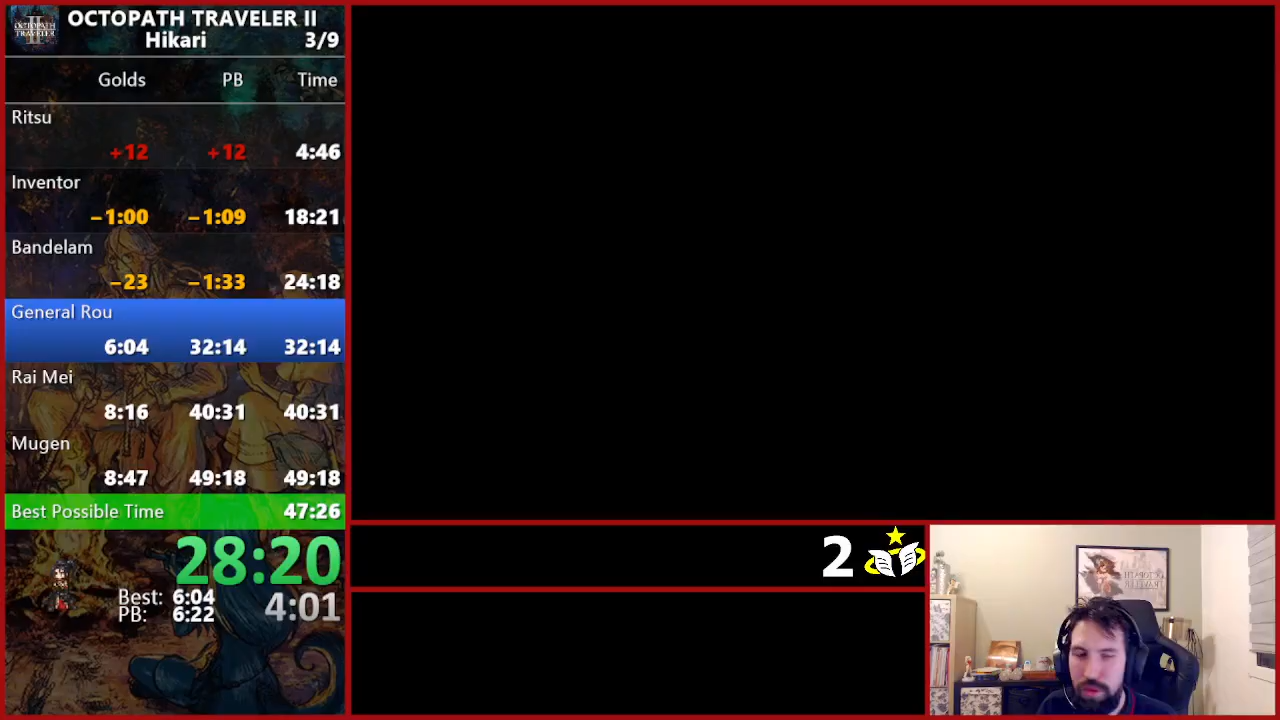 OCTOPATH TRAVELER II
Hikari 3/9
Golds PB Time
Ritsu
+12 +12 4:46
Inventor
−1:00 −1:09 18:21
Bandelam
−23 −1:33 24:18
General Rou
6:04 32:14 32:14
Rai Mei
8:16 40:31 40:31
Mugen
8:47 49:18 49:18
Best Possible Time 47:26
28:20
Best: 6:04
PB: 6:22
4:01
2